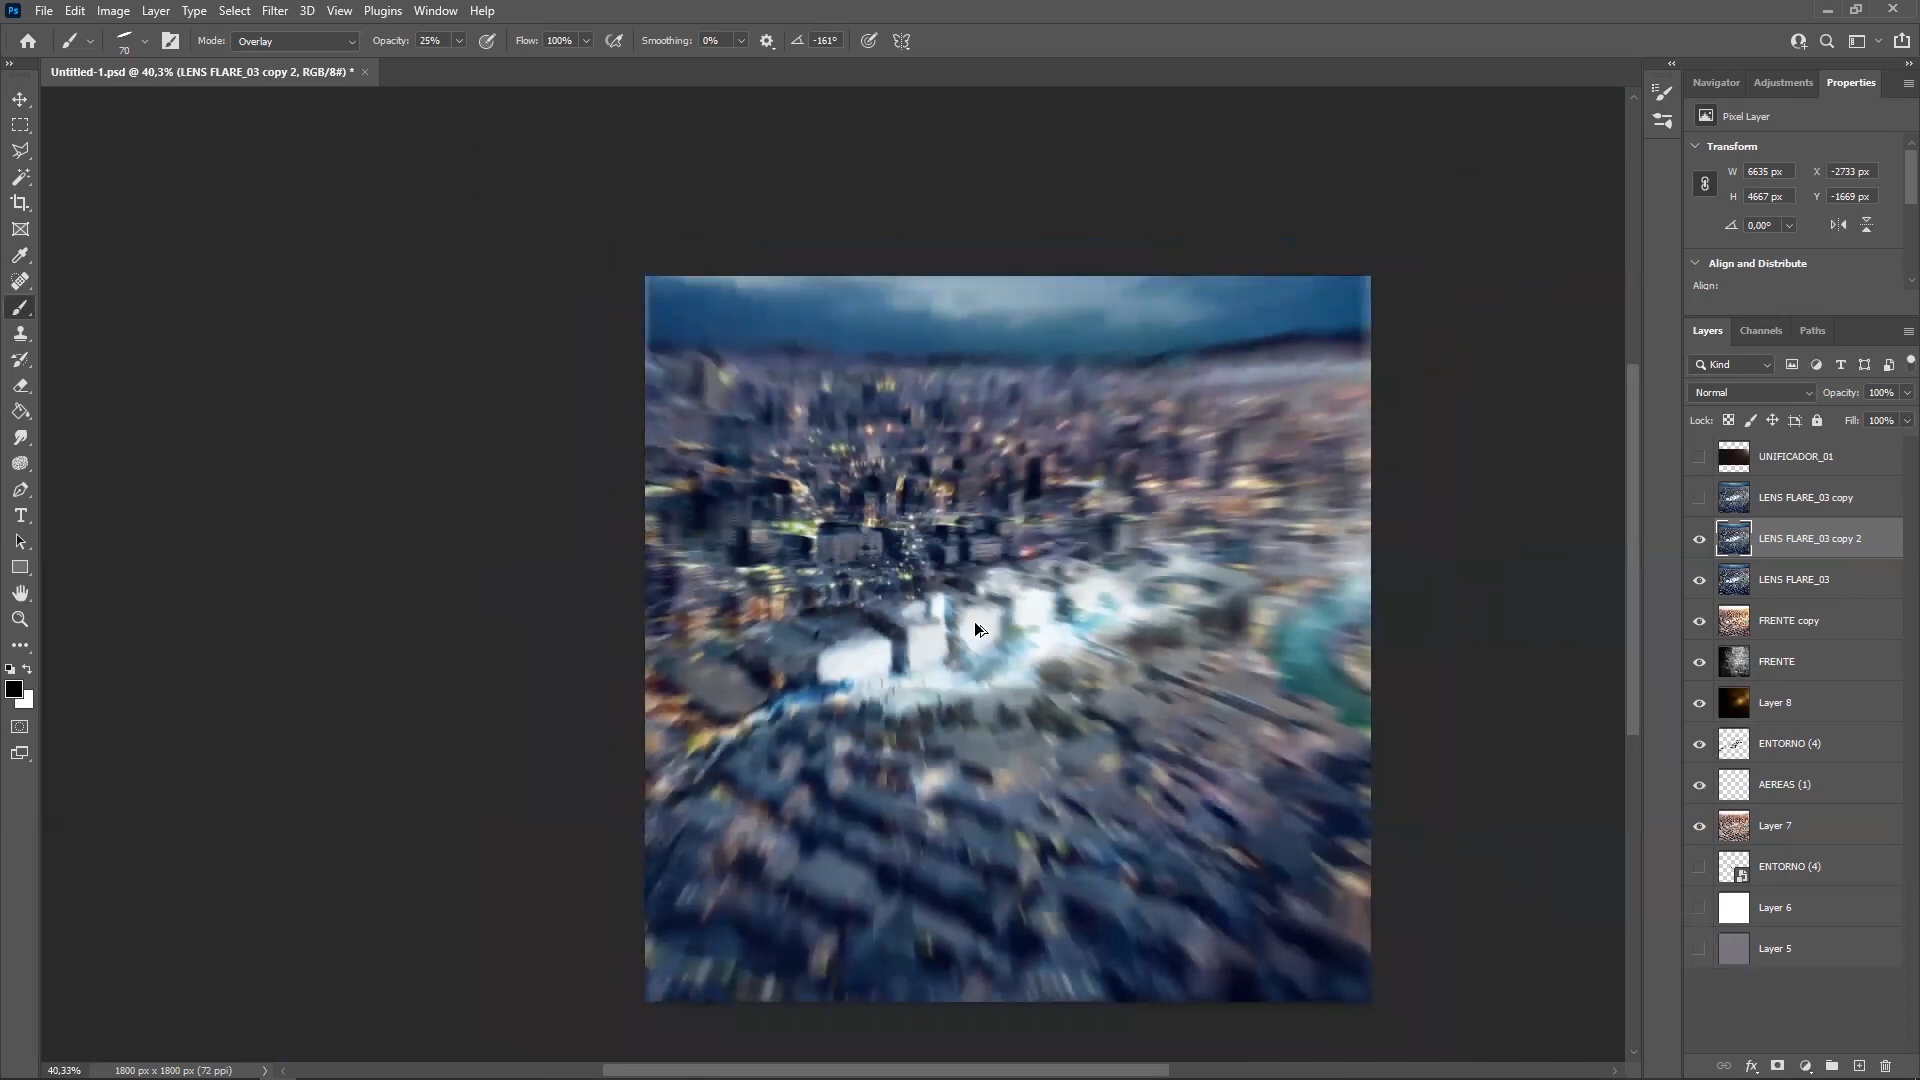 Ps File Edit Image Layer Type Select Filter 3D View Plugins Window Help
70 Mode: Overlay Opacity: 25% Flow: 100% Smoothing: 0% -161°
Untitled-1.psd @ 40,3% (LENS FLARE_03 copy 2, RGB/8#) *
Navigator Adjustments Properties
Pixel Layer
Transform
W 6635 px X -2733 px
H 4667 px Y -1669 px
0,00°
Align and Distribute
Align:
Layers Channels Paths
Kind
Normal Opacity: 100%
Lock: Fill: 100%
UNIFICADOR_01
LENS FLARE_03 copy
LENS FLARE_03 copy 2
LENS FLARE_03
FRENTE copy
FRENTE
Layer 8
ENTORNO (4)
AEREAS (1)
Layer 7
ENTORNO (4)
Layer 6
Layer 5
40,33% 1800 px x 1800 px (72 ppi)